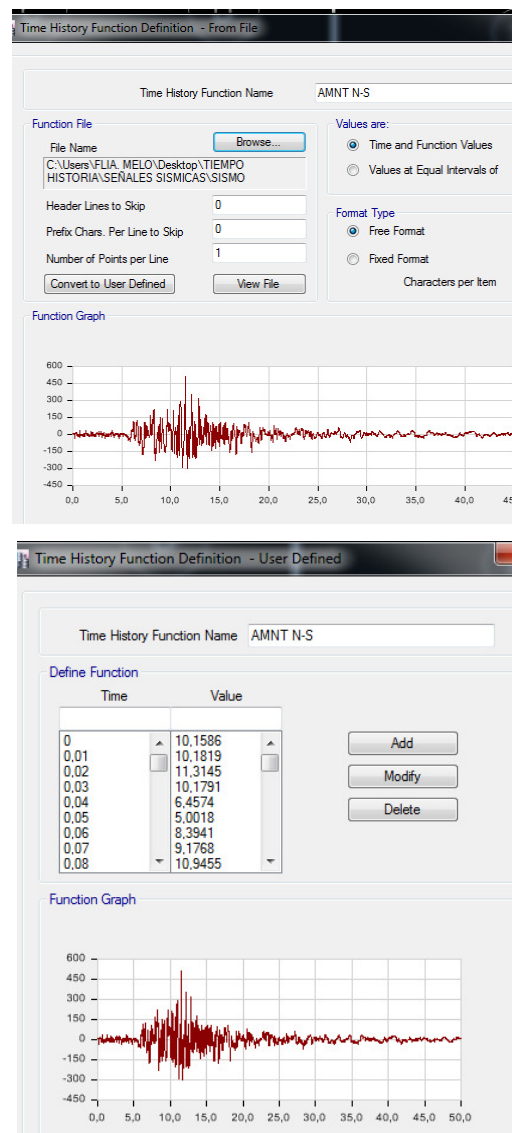 Time History Function Definition - From File
Time History Function Name AMNT N-S
Function File
File Name
Browse...
C:\Users\FLIA. MELO\Desktop\TIEMPO
HISTORIA\SEÑALES SISMICAS\SISMO
Header Lines to Skip 0
Prefix Chars. Per Line to Skip 0
Number of Points per Line 1
Convert to User Defined View File
Values are:
Time and Function Values
Values at Equal Intervals of
Format Type
Free Format
Fixed Format
Characters per Item
Function Graph
600
450
300
150
0
-150
-300
-450
0,0 5,0 10,0 15,0 20,0 25,0 30,0 35,0 40,0 45
Time History Function Definition - User Defined
Time History Function Name AMNT N-S
Define Function
Time Value
0 10,1586
0,01 10,1819
0,02 11,3145
0,03 10,1791
0,04 6,4574
0,05 5,0018
0,06 8,3941
0,07 9,1768
0,08 10,9455
Add
Modify
Delete
Function Graph
600
450
300
150
0
-150
-300
-450
0,0 5,0 10,0 15,0 20,0 25,0 30,0 35,0 40,0 45,0 50,0